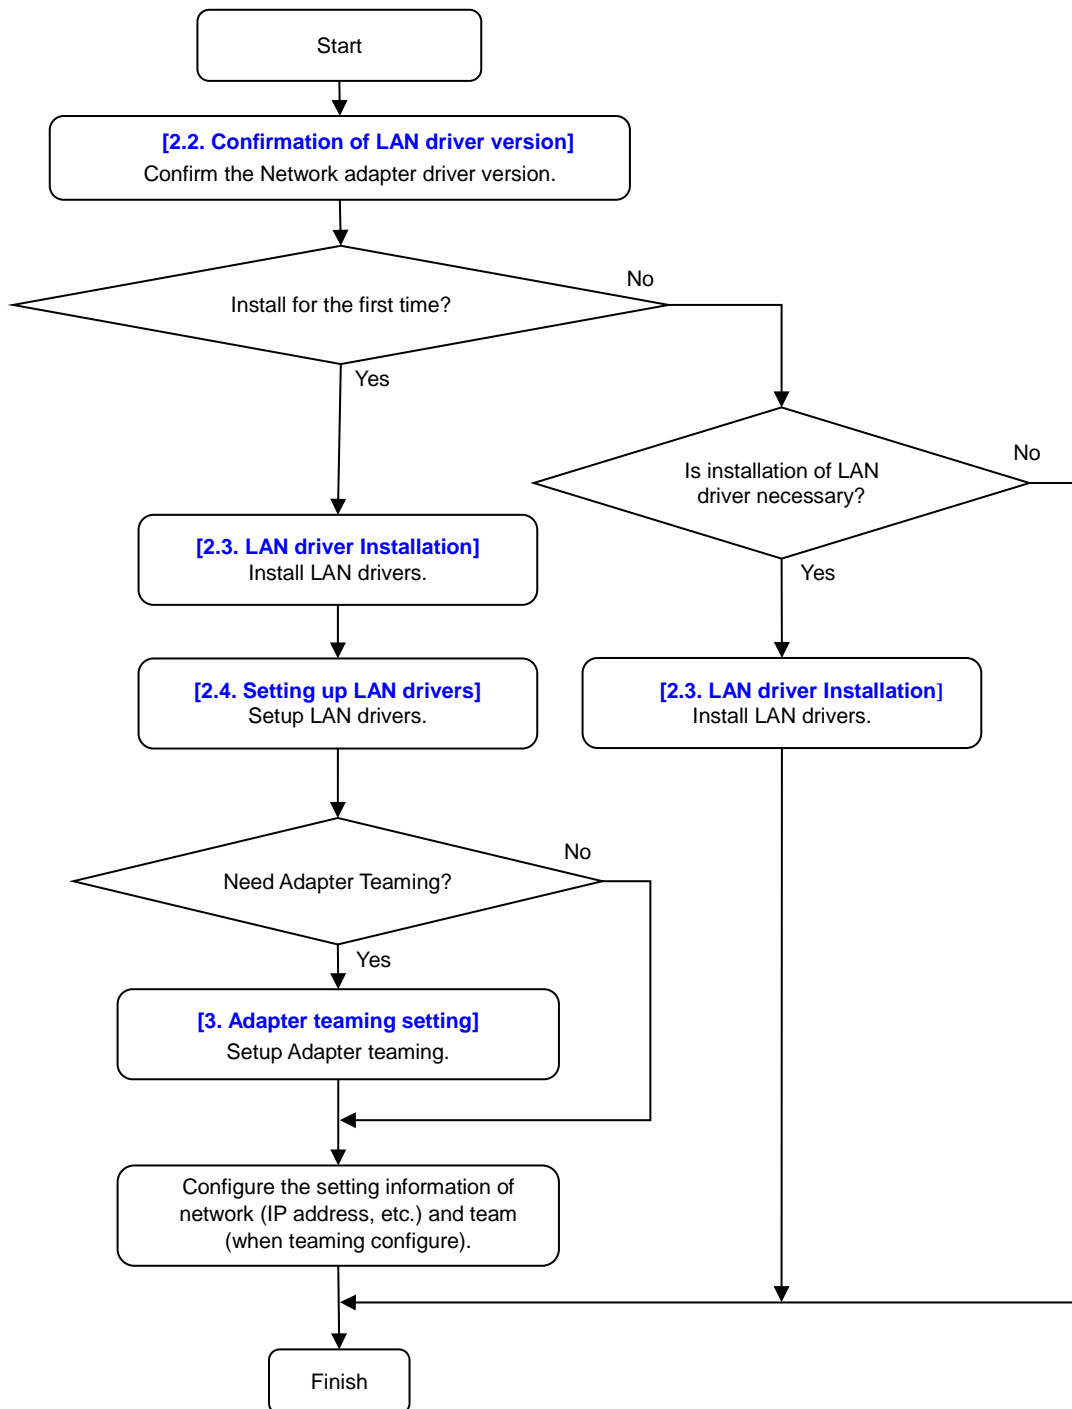 Start
[2.2. Confirmation of LAN driver version]
Confirm the Network adapter driver version.
No
Install for the first time?
Yes
No
Is installation of LAN
driver necessary?
Yes
[2.3. LAN driver Installation]
Install LAN drivers.
[2.4. Setting up LAN drivers]
Setup LAN drivers.
[2.3. LAN driver Installation]
Install LAN drivers.
No
Need Adapter Teaming?
Yes
[3. Adapter teaming setting]
Setup Adapter teaming.
Configure the setting information of
network (IP address, etc.) and team
(when teaming configure).
Finish